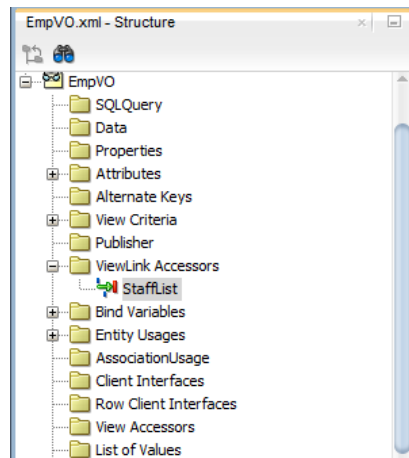 EmpVO.xml - Structure
EmpVO
SQLQuery
Data
Properties
Attributes
Alternate Keys
View Criteria
Publisher
ViewLink Accessors
StaffList
Bind Variables
Entity Usages
AssociationUsage
Client Interfaces
Row Client Interfaces
View Accessors
List of Values